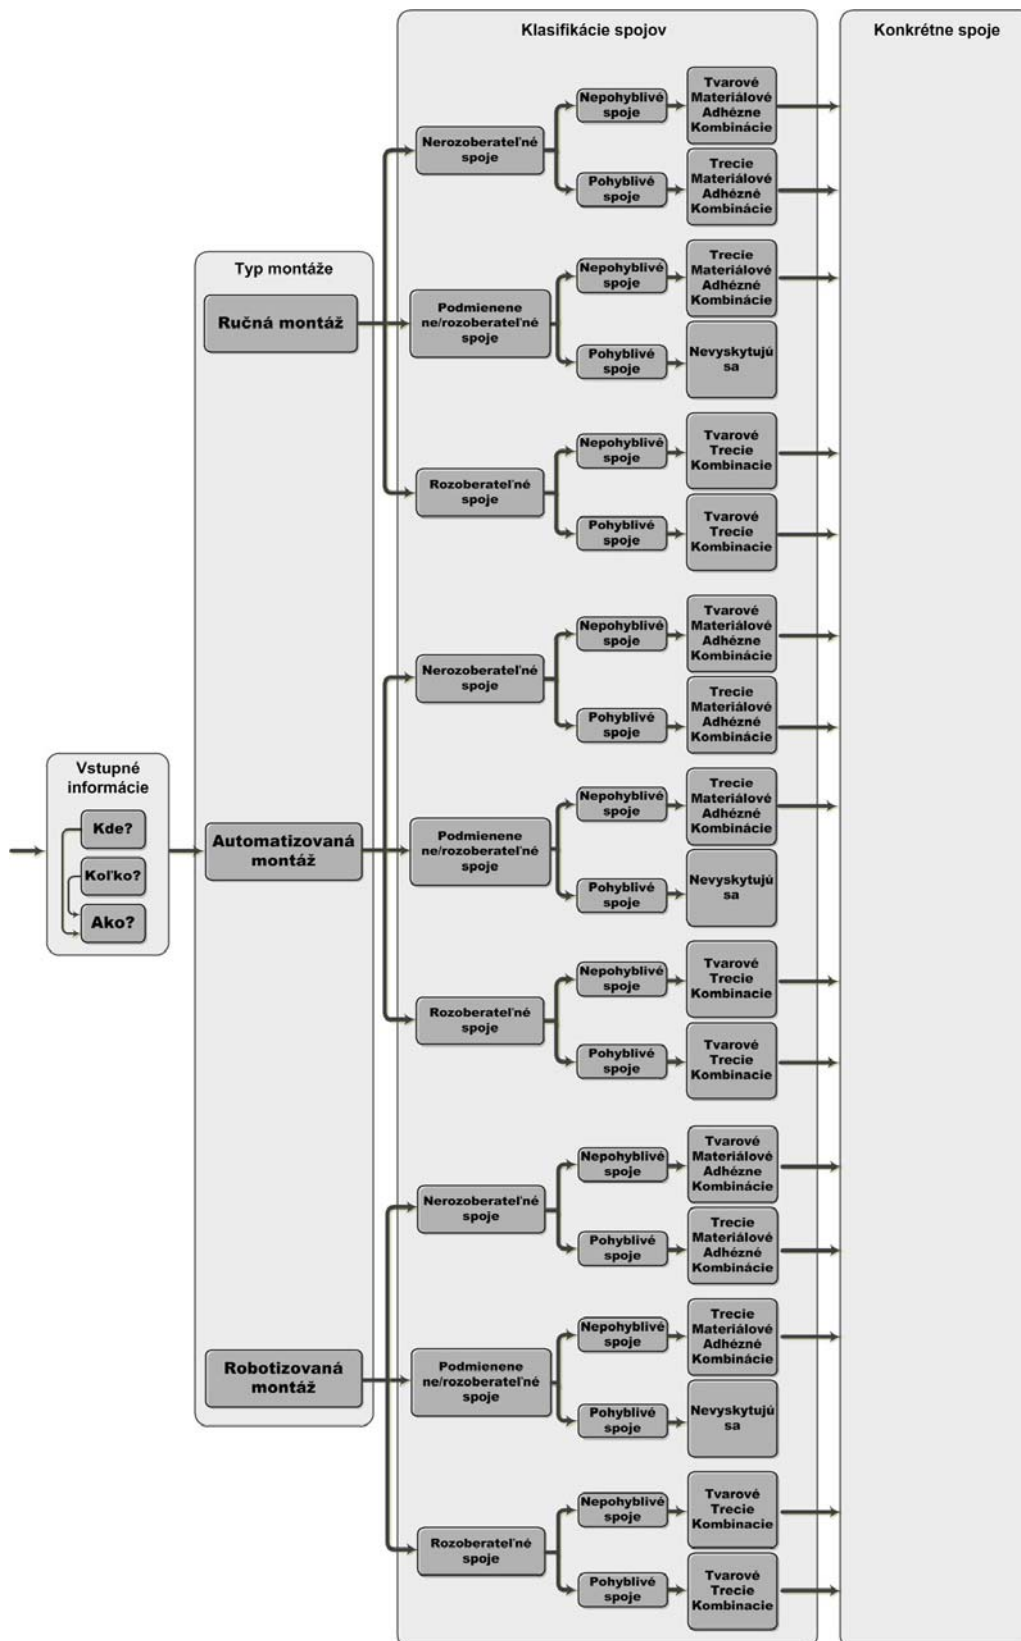 Klasifikácie spojov
Konkrétne spoje
Nepohyblivé
spoje
Tvarové
Materiálové
Adhézne
Kombinácie
Nerozoberateľné
spoje
Pohyblivé
spoje
Trecie
Materiálové
Adhézné
Kombinácie
Typ montáže
Ručná montáž
Podmienene
ne/rozoberateľné
spoje
Nepohyblivé
spoje
Trecie
Materiálové
Adhézné
Kombinácie
Pohyblivé
spoje
Nevyskytujú
sa
Rozoberateľné
spoje
Nepohyblivé
spoje
Tvarové
Trecie
Kombinacie
Pohyblivé
spoje
Tvarové
Trecie
Kombinacie
Vstupné
informácie
Kde?
Koľko?
Ako?
Automatizovaná
montáž
Nerozoberateľné
spoje
Nepohyblivé
spoje
Tvarové
Materiálové
Adhézne
Kombinácie
Pohyblivé
spoje
Trecie
Materiálové
Adhézné
Kombinácie
Podmienene
ne/rozoberateľné
spoje
Nepohyblivé
spoje
Trecie
Materiálové
Adhézné
Kombinácie
Pohyblivé
spoje
Nevyskytujú
sa
Rozoberateľné
spoje
Nepohyblivé
spoje
Tvarové
Trecie
Kombinacie
Pohyblivé
spoje
Tvarové
Trecie
Kombinacie
Robotizovaná
montáž
Nerozoberateľné
spoje
Nepohyblivé
spoje
Tvarové
Materiálové
Adhézne
Kombinácie
Pohyblivé
spoje
Trecie
Materiálové
Adhézné
Kombinácie
Podmienene
ne/rozoberateľné
spoje
Nepohyblivé
spoje
Trecie
Materiálové
Adhézné
Kombinácie
Pohyblivé
spoje
Nevyskytujú
sa
Rozoberateľné
spoje
Nepohyblivé
spoje
Tvarové
Trecie
Kombinacie
Pohyblivé
spoje
Tvarové
Trecie
Kombinacie